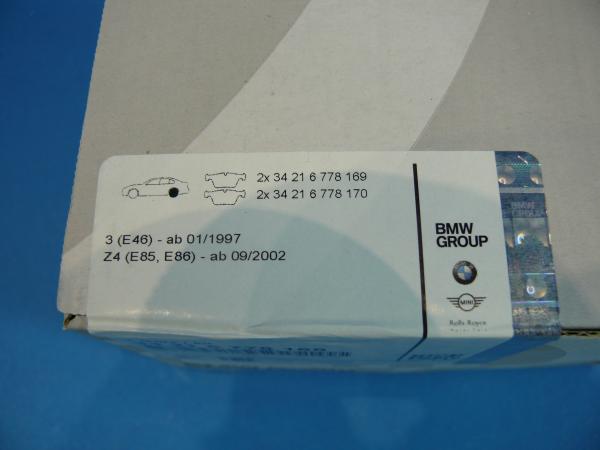 2x 34 21 6 778 169
2x 34 21 6 778 170
3 (E46) - ab 01/1997
Z4 (E85, E86) - ab 09/2002
BMW
GROUP
MINI
Rolls-Royce